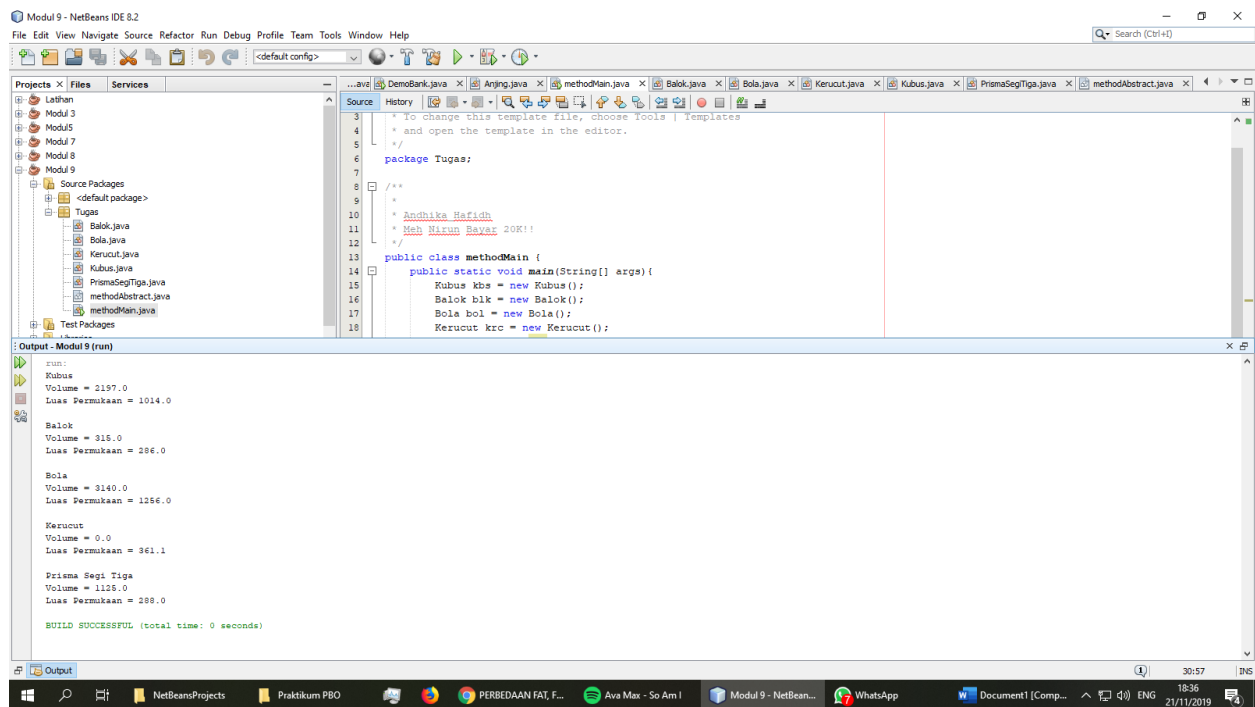 Modul 9 - NetBeans IDE 8.2
File Edit View Navigate Source Refactor Run Debug Profile Team Tools Window Help
Search (Ctrl+I)
<default config>
Projects Files Services
...ava DemoBank.java Anjing.java methodMain.java Balok.java Bola.java Kerucut.java Kubus.java PrismaSegiTiga.java methodAbstract.java
Lathan
Modul 3
Modul5
Modul 7
Modul 8
Modul 9
Source Packages
<default package>
Tugas
Balok.java
Bola.java
Kerucut.java
Kubus.java
PrismaSegiTiga.java
methodAbstract.java
methodMain.java
Test Packages
Source History
3 * To change this template file, choose Tools | Templates
4 * and open the template in the editor.
5 */
6 package Tugas;
7
8 /**
9 *
10 * Andhika Hafidh
11 * Meh Nirun Bayar 20K!!
12 */
13 public class methodMain {
14 public static void main(String[] args){
15 Kubus kbs = new Kubus();
16 Balok blk = new Balok();
17 Bola bol = new Bola();
18 Kerucut krc = new Kerucut();
Output - Modul 9 (run)
run:
Kubus
Volume = 2197.0
Luas Permukaan = 1014.0
Balok
Volume = 315.0
Luas Permukaan = 286.0
Bola
Volume = 3140.0
Luas Permukaan = 1256.0
Kerucut
Volume = 0.0
Luas Permukaan = 361.1
Prisma Segi Tiga
Volume = 1125.0
Luas Permukaan = 288.0
BUILD SUCCESSFUL (total time: 0 seconds)
Output
1 30:57 INS
NetBeansProjects Praktikum PBO PERBEDAAN FAT, F... Ava Max - So Am I Modul 9 - NetBean... WhatsApp Document1 [Comp... ENG 18:36
21/11/2019